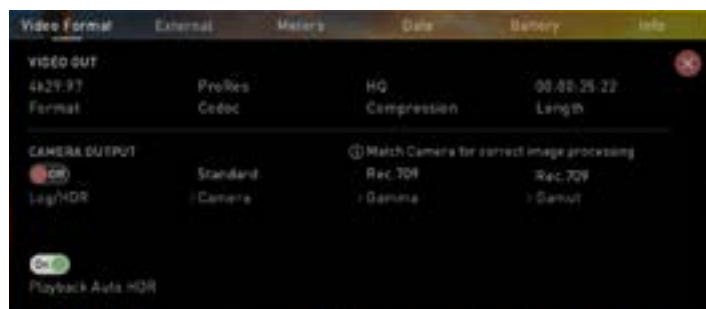 Video Format External Meters Date Battery Info
VIDEO OUT
4k29.97 ProRes HQ 00:00:25:22
Format Codec Compression Length
CAMERA OUTPUT Match Camera for correct image processing
Off Standard Rec.709 Rec.709
Log/HDR Camera Gamma Gamut
On
Playback Auto HDR